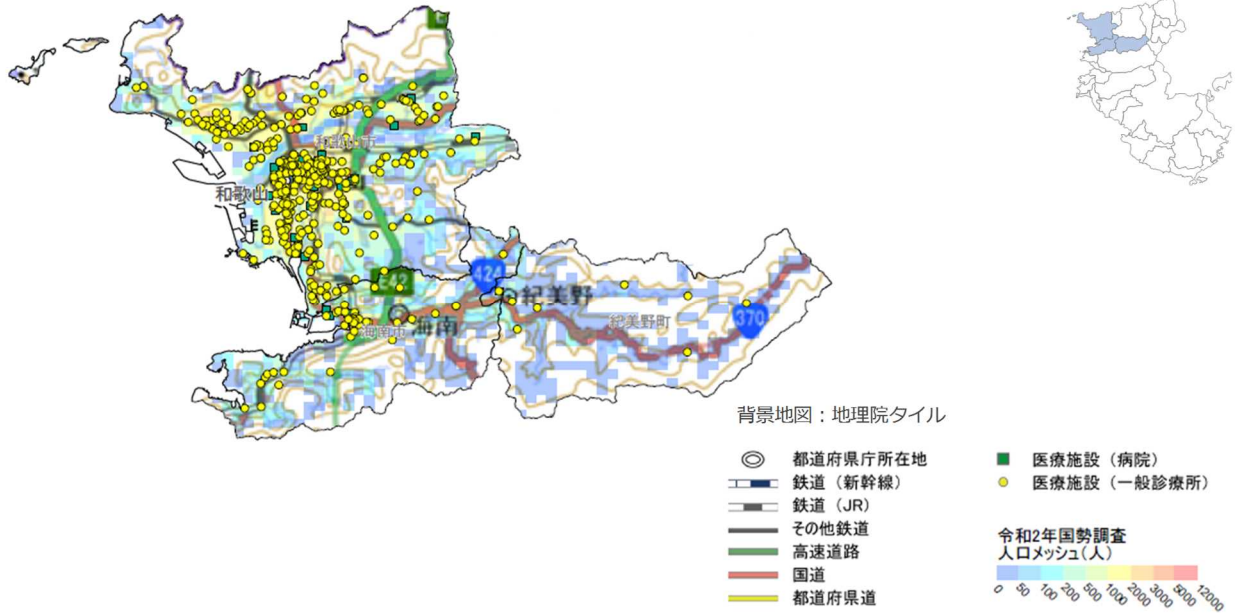 和歌山市
和歌山
E42
424
紀美野
海南
海南市
紀美野町
370
背景地図：地理院タイル
都道府県庁所在地
鉄道（新幹線）
鉄道（JR）
その他鉄道
高速道路
国道
都道府県道
医療施設（病院）
医療施設（一般診療所）
令和2年国勢調査
人口メッシュ(人)
0 50 100 200 500 1000 2000 3000 5000 12000